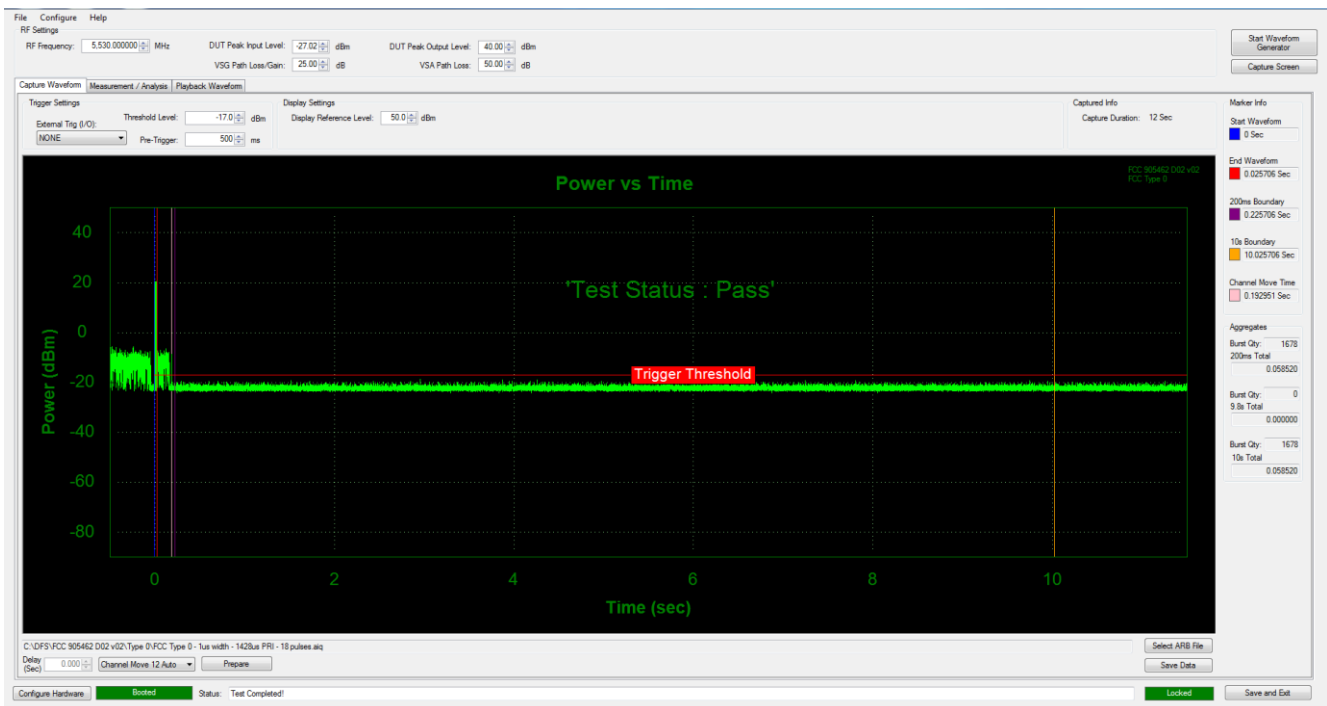 File Configure Help
RF Settings
RF Frequency: 5,530.000000 MHz DUT Peak Input Level: -27.02 dBm DUT Peak Output Level: 40.00 dBm
VSG Path Loss/Gain: 25.00 dB VSA Path Loss: 50.00 dB
Start Waveform
Generator
Capture Screen
Capture Waveform Measurement / Analysis Playback Waveform
Trigger Settings
External Trig (I/O): Threshold Level: -17.0 dBm
NONE Pre-Trigger: 500 ms
Display Settings
Display Reference Level: 50.0 dBm
Captured Info
Capture Duration: 12 Sec
Marker Info
Start Waveform
0 Sec
End Waveform
0.025706 Sec
200ms Boundary
0.225706 Sec
10s Boundary
10.025706 Sec
Channel Move Time
0.192951 Sec
Aggregates
Burst Qty: 1678
200ms Total
0.058520
Burst Qty: 0
9.8s Total
0.000000
Burst Qty: 1678
10s Total
0.058520
Power vs Time
FCC 905462 D02 v02
FCC Type 0
'Test Status : Pass'
Trigger Threshold
Power (dBm)
40
20
0
-20
-40
-60
-80
0 2 4 6 8 10
Time (sec)
C:\DFS\FCC 905462 D02 v02\Type 0\FCC Type 0 - 1us width - 1428us PRI - 18 pulses.aiq
Select ARB File
Delay
(Sec) 0.000 Channel Move 12 Auto Prepare
Save Data
Configure Hardware Booted Status: Test Completed! Locked Save and Exit